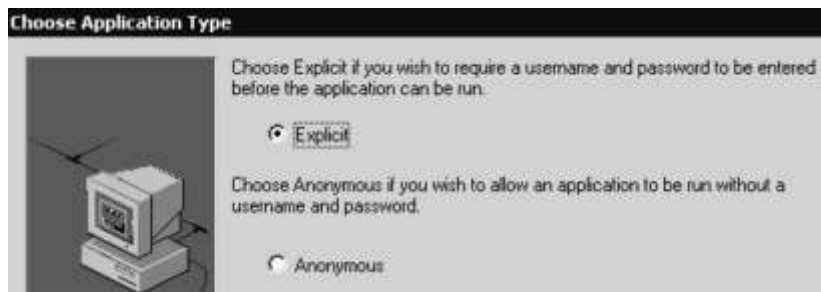 Choose Application Type
Choose Explicit if you wish to require a username and password to be entered
before the application can be run.
Explicit
Choose Anonymous if you wish to allow an application to be run without a
username and password.
Anonymous